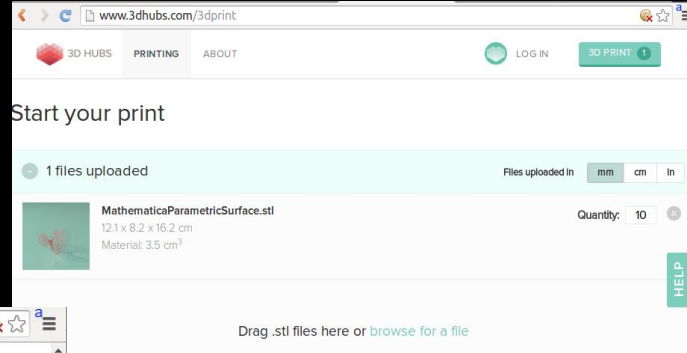 www.3dhubs.com/3dprint
a
3D HUBS PRINTING ABOUT LOG IN 3D PRINT 1
Start your print
1 files uploaded Files uploaded in mm cm in
MathematicaParametricSurface.stl Quantity: 10 x
12.1 x 8.2 x 16.2 cm
Material: 3.5 cm³
HELP
a
Drag .stl files here or browse for a file